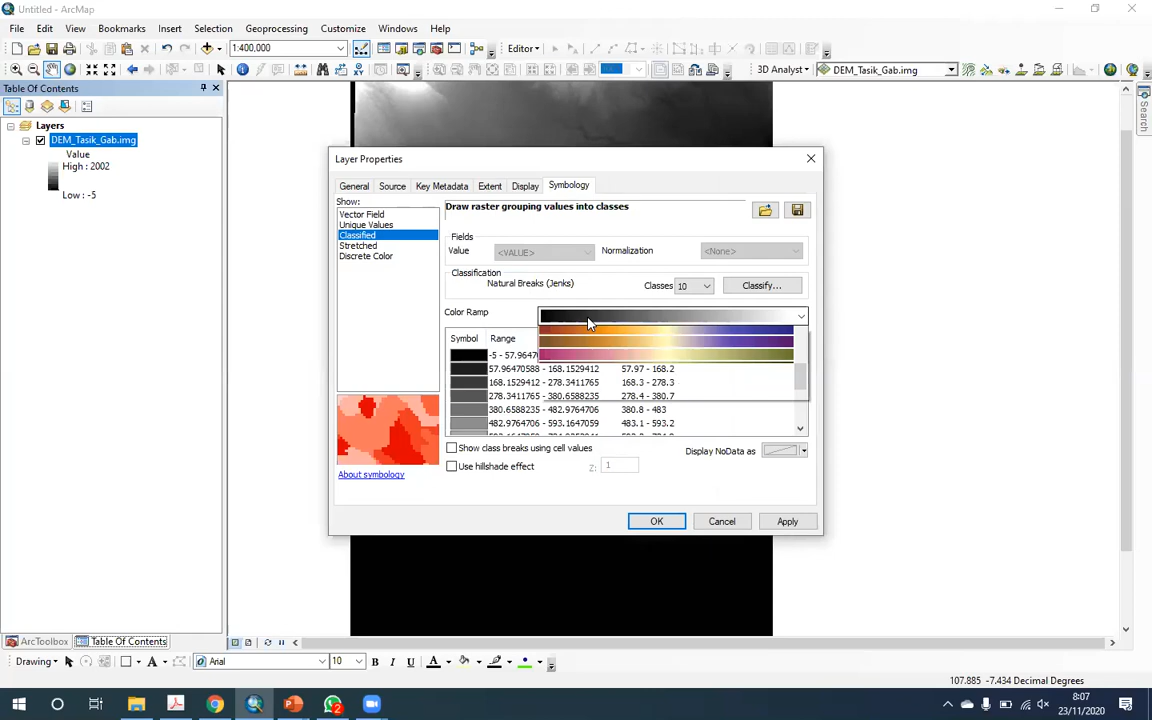 Untitled - ArcMap
File Edit View Bookmarks Insert Selection Geoprocessing Customize Windows Help
1:400,000 Editor
3D Analyst DEM_Tasik_Gab.img
Table Of Contents
Layers
DEM_Tasik_Gab.img
Value
High : 2002
Low : -5
Layer Properties
General Source Key Metadata Extent Display Symbology
Show:
Vector Field
Unique Values
Classified
Stretched
Discrete Color
About symbology
Draw raster grouping values into classes
Fields
Value <VALUE> Normalization <None>
Classification
Natural Breaks (Jenks) Classes 10 Classify...
Color Ramp
Symbol Range
-5 - 57.9647
57.96470588 - 168.1529412 57.97 - 168.2
168.1529412 - 278.3411765 168.3 - 278.3
278.3411765 - 380.6588235 278.4 - 380.7
380.6588235 - 482.9764706 380.8 - 483
482.9764706 - 593.1647059 483.1 - 593.2
Show class breaks using cell values
Display NoData as
Use hillshade effect Z: 1
OK Cancel Apply
Search
ArcToolbox Table Of Contents
Drawing A Arial 10 B I U A
107.885 -7.434 Decimal Degrees
2
8:07
23/11/2020